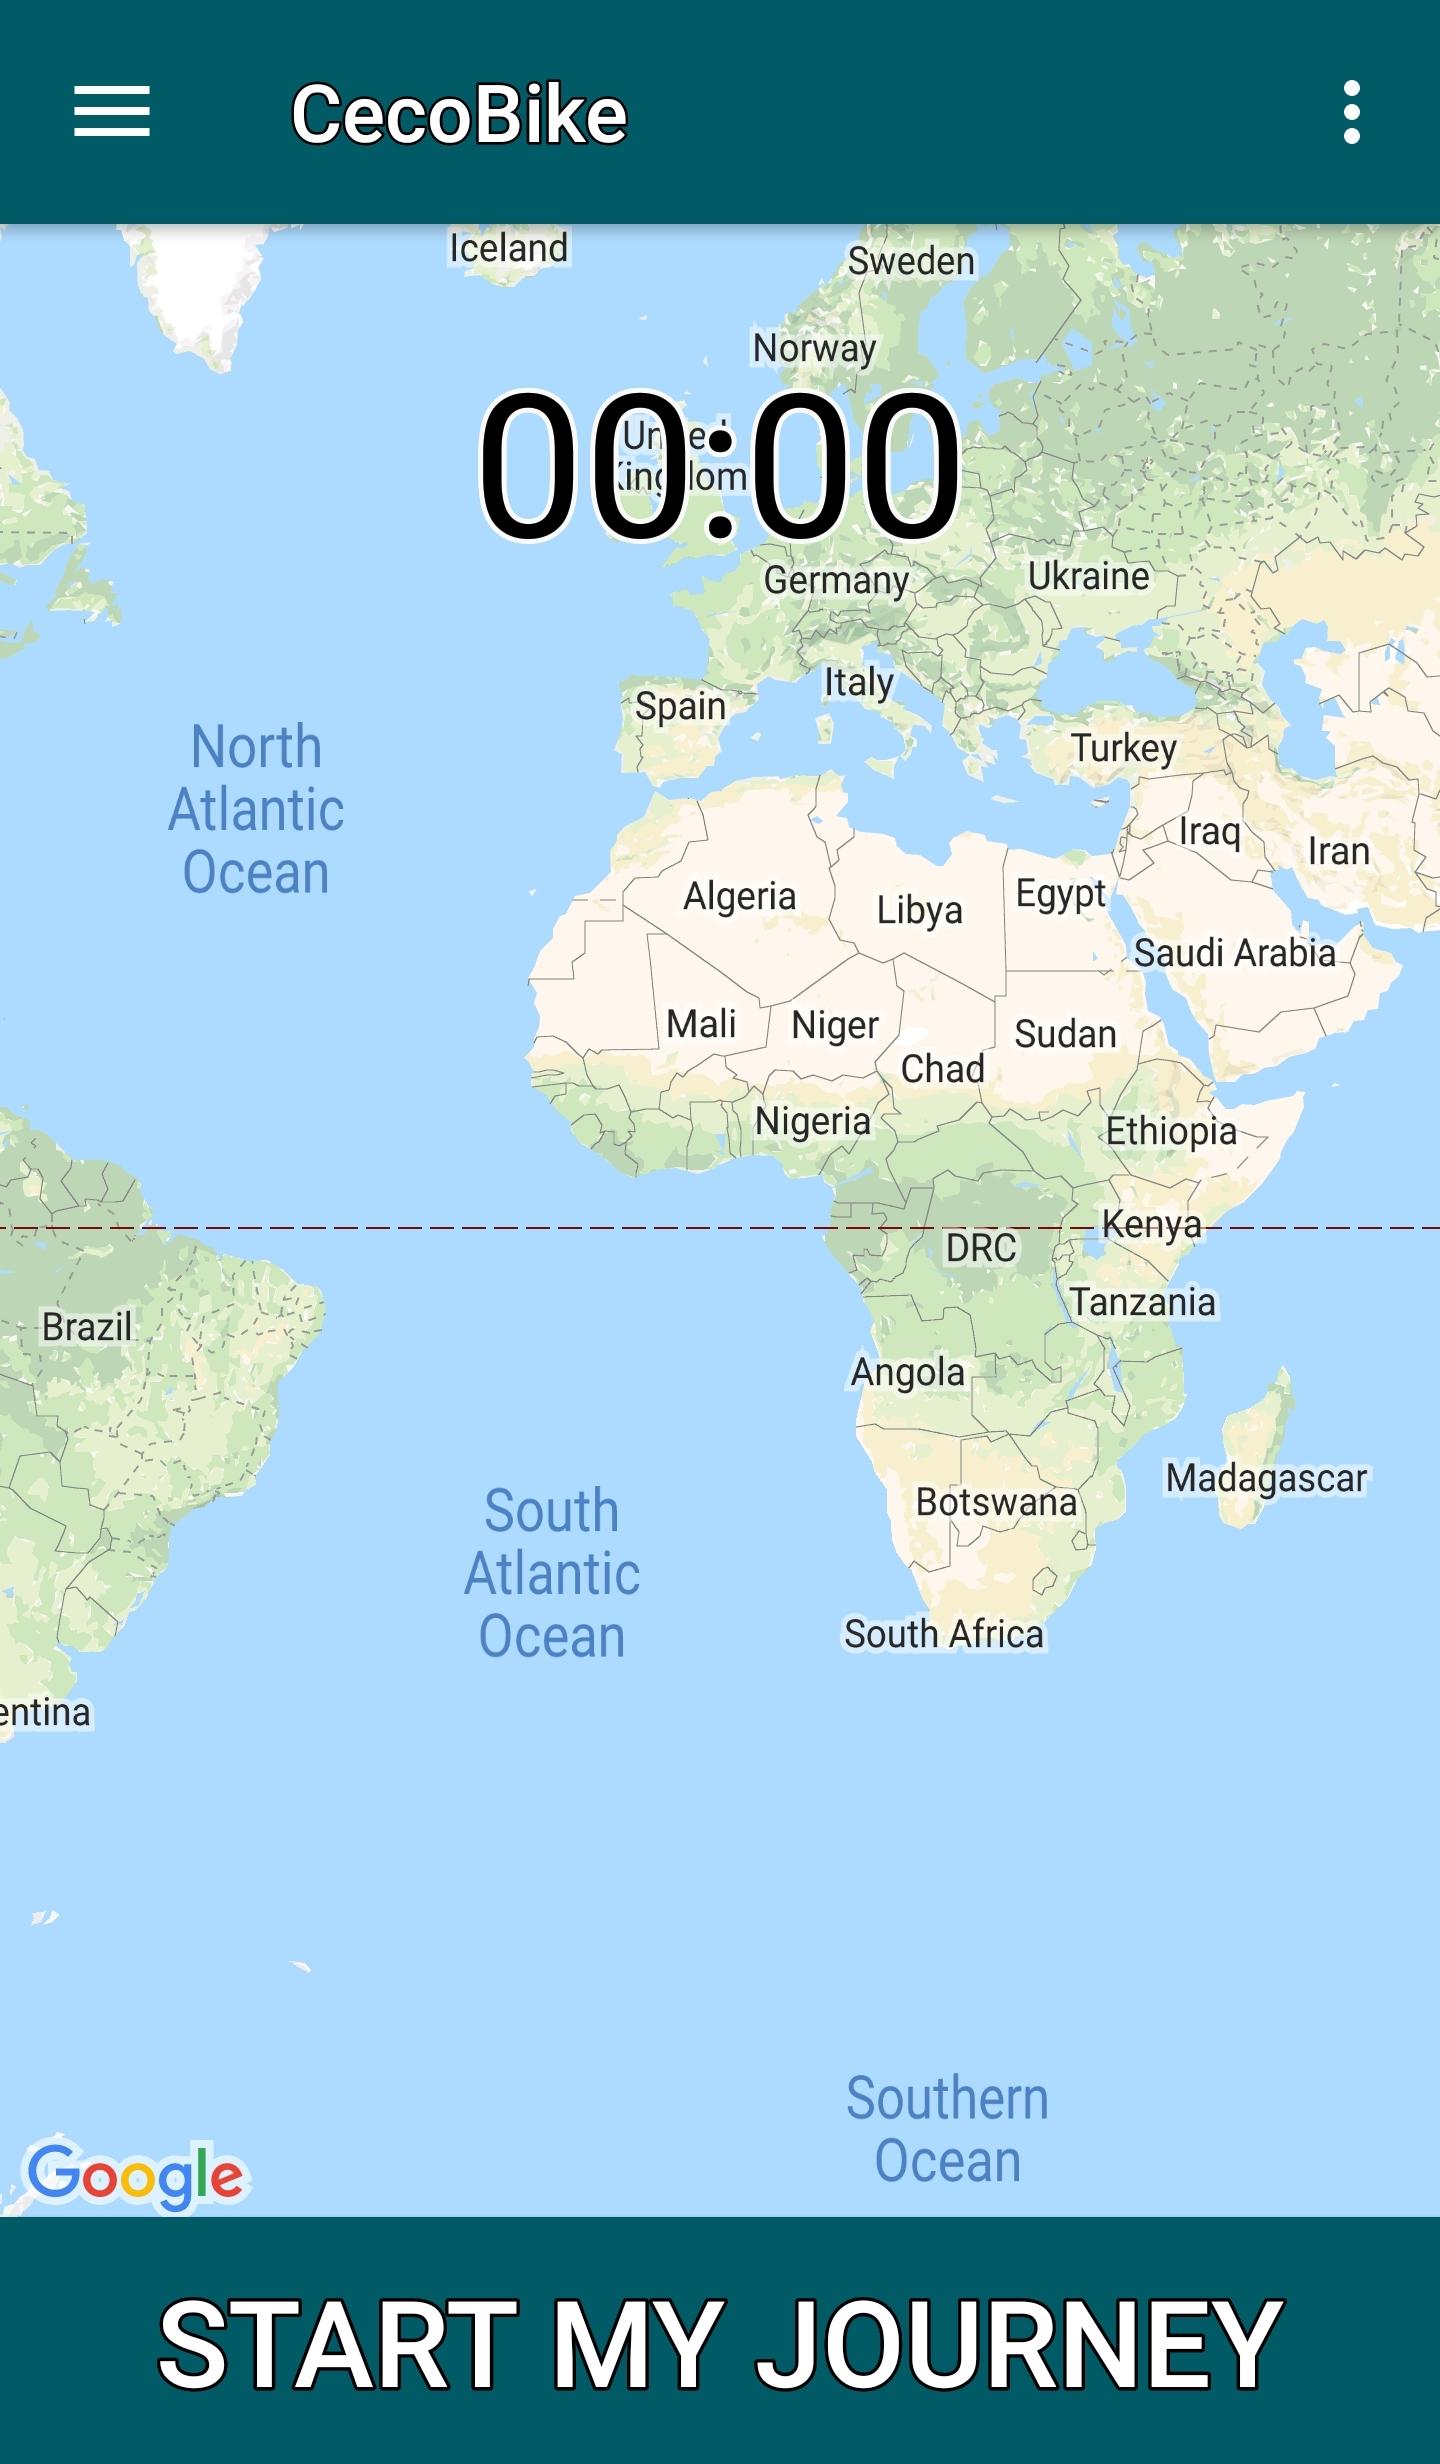 CecoBike
Iceland
Sweden
Norway
00:00
United
Kingdom
Germany
Ukraine
Italy
Spain
Turkey
North
Atlantic
Ocean
Iraq
Iran
Algeria
Libya
Egypt
Saudi Arabia
Mali
Niger
Sudan
Chad
Nigeria
Ethiopia
Kenya
DRC
Tanzania
Brazil
Angola
Madagascar
Botswana
South
Atlantic
Ocean
South Africa
entina
Southern
Ocean
Google
START MY JOURNEY